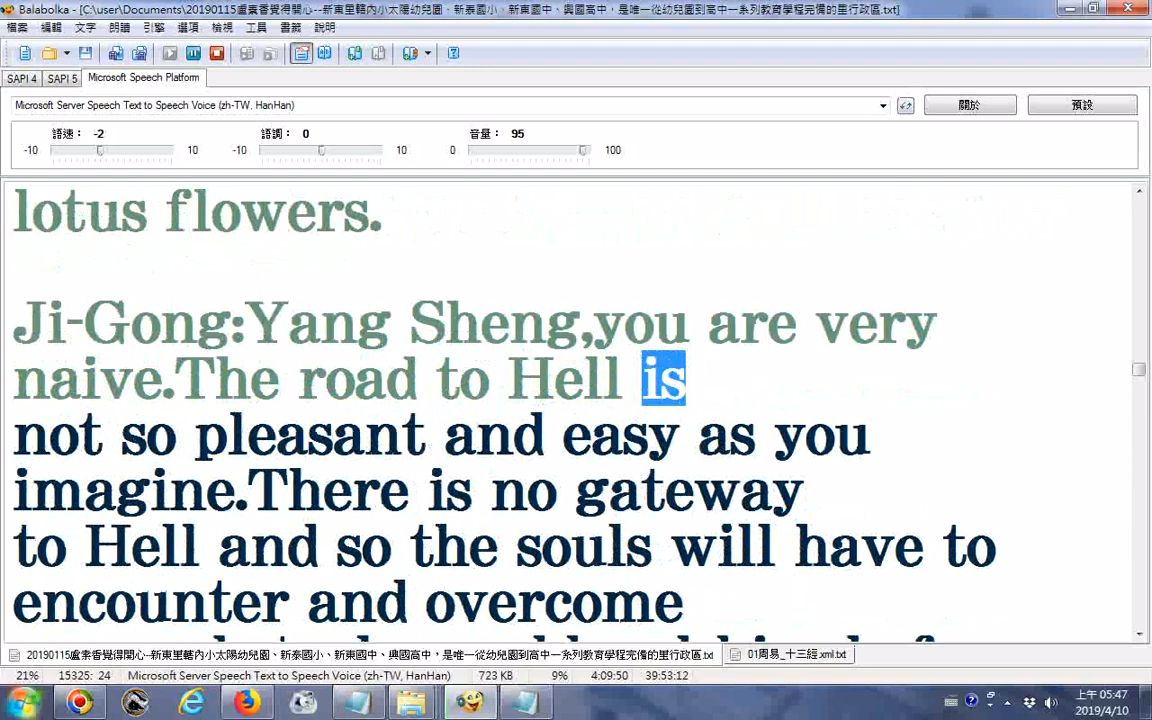 Balabolka - [C:\user\Documents\20190115盧素香覺得開心--新東里轄內小太陽幼兒園、新泰國小、新東國中、興國高中，是唯一從幼兒園到高中一系列教育學程完備的里行政區.txt]
檔案 編輯 文字 朗讀 引擎 選項 檢視 工具 書籤 說明
SAPI 4 SAPI 5 Microsoft Speech Platform
Microsoft Server Speech Text to Speech Voice (zh-TW, HanHan) 關於 預設
語速： -2 語調： 0 音量： 95
-10 10 -10 10 0 100
lotus flowers.
Ji-Gong:Yang Sheng,you are very
naive.The road to Hell is
not so pleasant and easy as you
imagine.There is no gateway
to Hell and so the souls will have to
encounter and overcome
20190115盧素香覺得開心--新東里轄內小太陽幼兒園、新泰國小、新東國中、興國高中，是唯一從幼兒園到高中一系列教育學程完備的里行政區.txt 01周易_十三經.xml.txt
21% 15325: 24 Microsoft Server Speech Text to Speech Voice (zh-TW, HanHan) 723 KB 9% 4:09:50 39:53:12
上午 05:47
2019/4/10